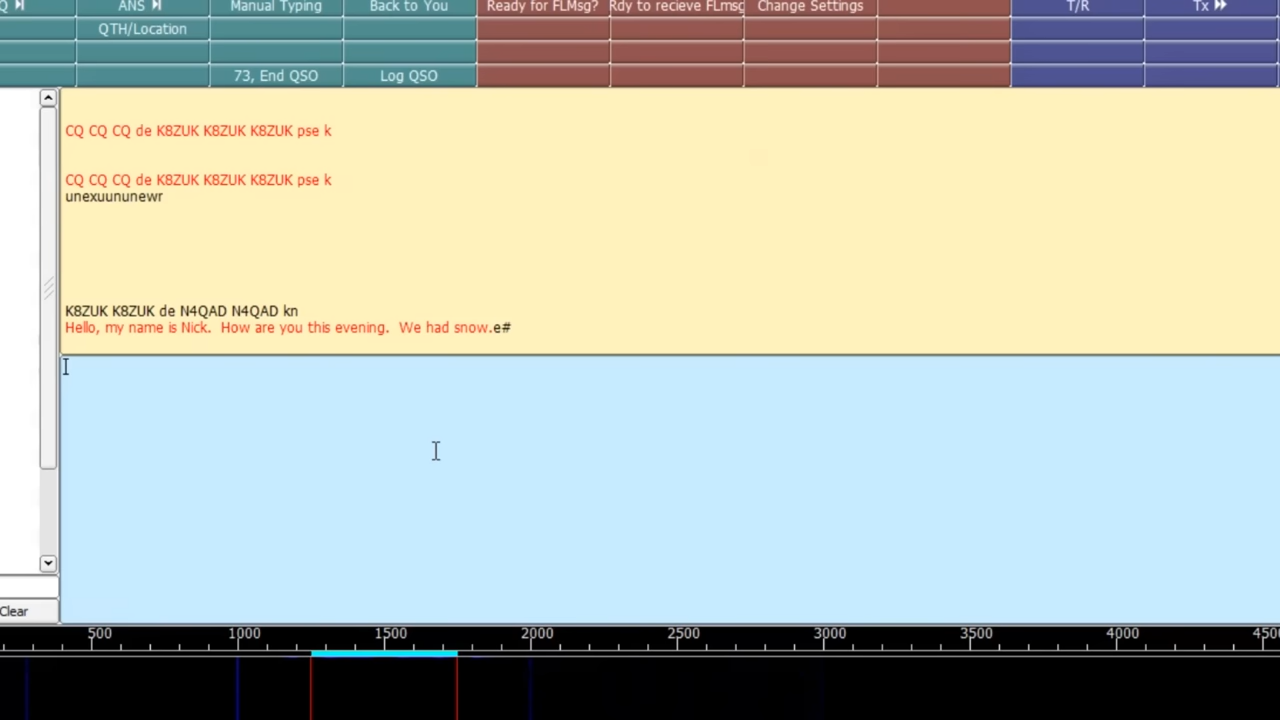 Q ANS Manual Typing Back to You Ready for FLMsg? Rdy to recieve FLmsg Change Settings T/R Tx
QTH/Location
73, End QSO Log QSO
CQ CQ CQ de K8ZUK K8ZUK K8ZUK pse k
CQ CQ CQ de K8ZUK K8ZUK K8ZUK pse k
unexuununewr
K8ZUK K8ZUK de N4QAD N4QAD kn
Hello, my name is Nick.  How are you this evening.  We had snow.e#
Clear
500 1000 1500 2000 2500 3000 3500 4000 450